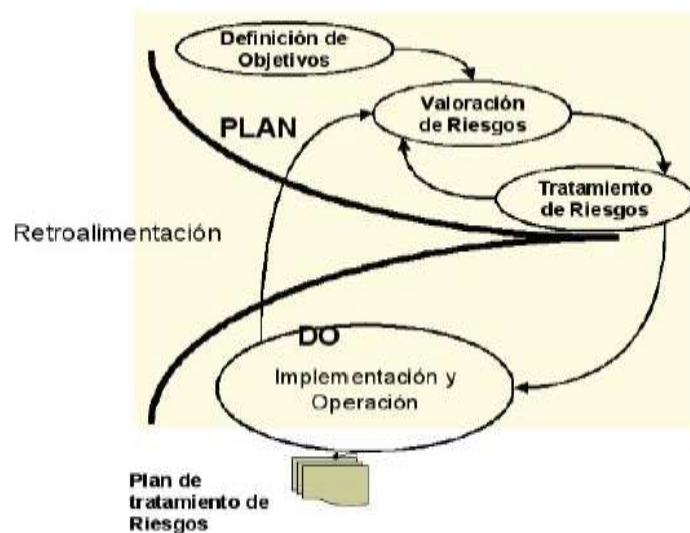 Definición de
Objetivos
Valoración
de Riesgos
PLAN
Tratamiento
de Riesgos
Retroalimentación
DO
Implementación y
Operación
Plan de
tratamiento de
Riesgos